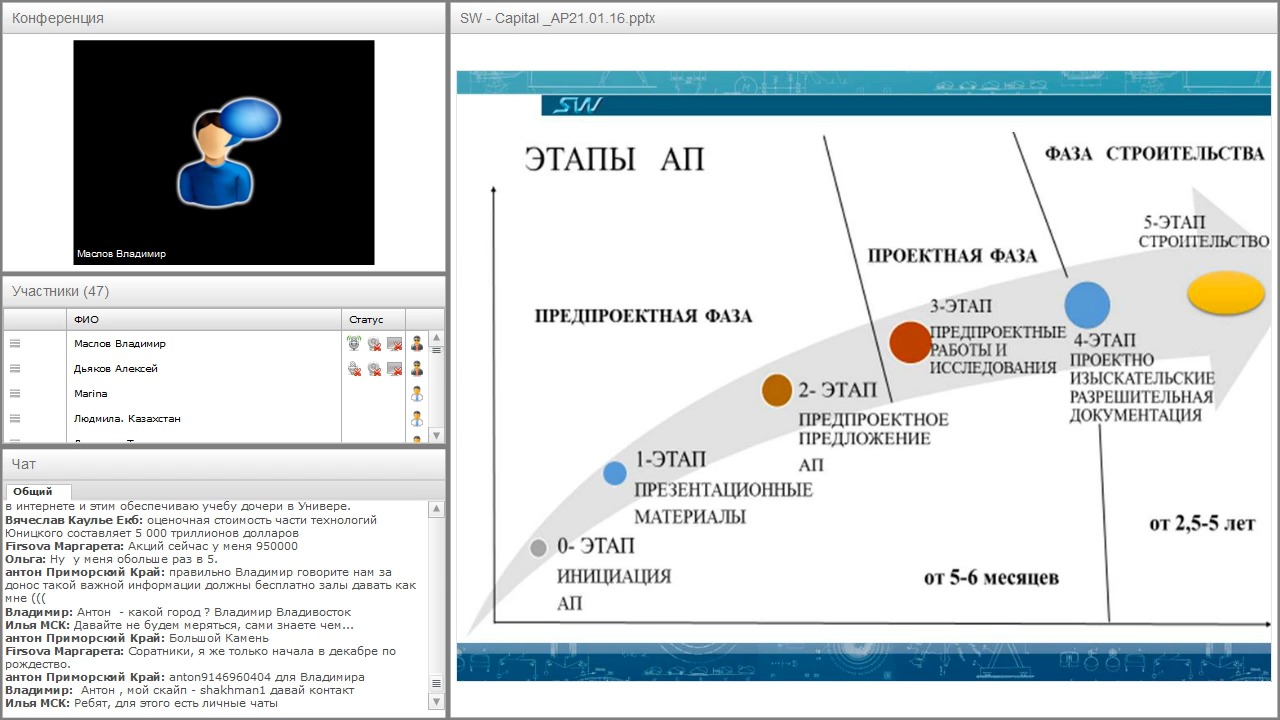 Конференция
Маслов Владимир
Участники (47)
ФИО
Статус
Маслов Владимир
Дьяков Алексей
Marina
Людмила. Казахстан
Чат
Общий
в интернете и этим обеспечиваю учебу дочери в Универе.
Вячеслав Каулье Екб: оценочная стоимость части технологий
Юницкого составляет 5 000 триллионов долларов
Firsova Маргарета: Акций сейчас у меня 950000
Ольга: Ну у меня обольше раз в 5.
антон Приморский Край: правильно Владимир говорите нам за
донос такой важной информации должны бесплатно залы давать как
мне (((
Владимир: Антон - какой город ? Владимир Владивосток
Илья МСК: Давайте не будем меряться, сами знаете чем...
антон Приморский Край: Большой Камень
Firsova Маргарета: Соратники, я же только начала в декабре по
рождество.
антон Приморский Край: anton9146960404 для Владимира
Владимир: Антон , мой скайп - shakhman1 давай контакт
Илья МСК: Ребят, для этого есть личные чаты
SW - Capital _AP21.01.16.pptx
SW
ЭТАПЫ АП
ФАЗА СТРОИТЕЛЬСТВА
5-ЭТАП
СТРОИТЕЛЬСТВО
ПРОЕКТНАЯ ФАЗА
3-ЭТАП
ПРЕДПРОЕКТНЫЕ
РАБОТЫ И
ИССЛЕДОВАНИЯ
4-ЭТАП
ПРОЕКТНО
ИЗЫСКАТЕЛЬСКИЕ
РАЗРЕШИТЕЛЬНАЯ
ДОКУМЕНТАЦИЯ
ПРЕДПРОЕКТНАЯ ФАЗА
2- ЭТАП
ПРЕДПРОЕКТНОЕ
ПРЕДЛОЖЕНИЕ
АП
1-ЭТАП
ПРЕЗЕНТАЦИОННЫЕ
МАТЕРИАЛЫ
0- ЭТАП
ИНИЦИАЦИЯ
АП
от 2,5-5 лет
от 5-6 месяцев